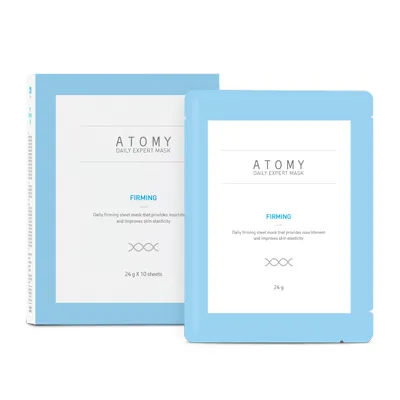 ATOMY
DAILY EXPERT MASK
FIRMING
Daily firming sheet mask that provides nourishment
and improves skin elasticity
24 g X 10 sheets
ATOMY
DAILY EXPERT MASK
FIRMING
Daily firming sheet mask that provides nourishment
and improves skin elasticity
24 g